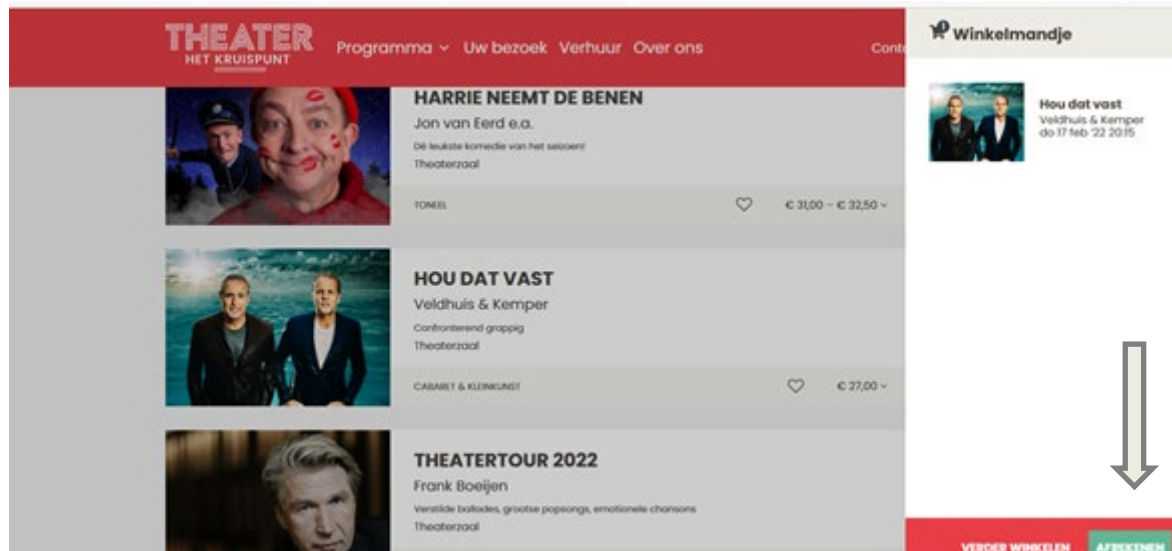 THEATER
HET KRUISPUNT
Programma
Uw bezoek
Verhuur
Over ons
HARRIE NEEMT DE BENEN
Jon van Eerd e.a.
Dé leukste komedie van het seizoen!
Theaterzaal
TONEEL
€ 31,00 – € 32,50
HOU DAT VAST
Veldhuis & Kemper
Confronterend grappig
Theaterzaal
CABARET & KLEINKUNST
€ 27,00
THEATERTOUR 2022
Frank Boeijen
Verstilde ballades, grootse popsongs, emotionele chansons
Theaterzaal
1
Winkelmandje
Hou dat vast
Veldhuis & Kemper
do 17 feb '22 20:15
VERDER WINKELEN
AFREKENEN